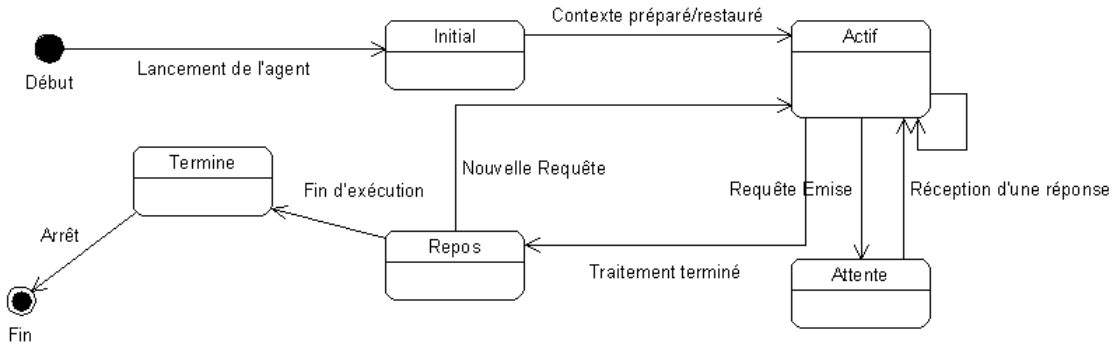 Contexte préparé/restauré
Initial
Actif
Lancement de l'agent
Début
Termine
Nouvelle Requête
Fin d'exécution
Requête Emise
Réception d'une réponse
Arrêt
Repos
Traitement terminé
Attente
Fin